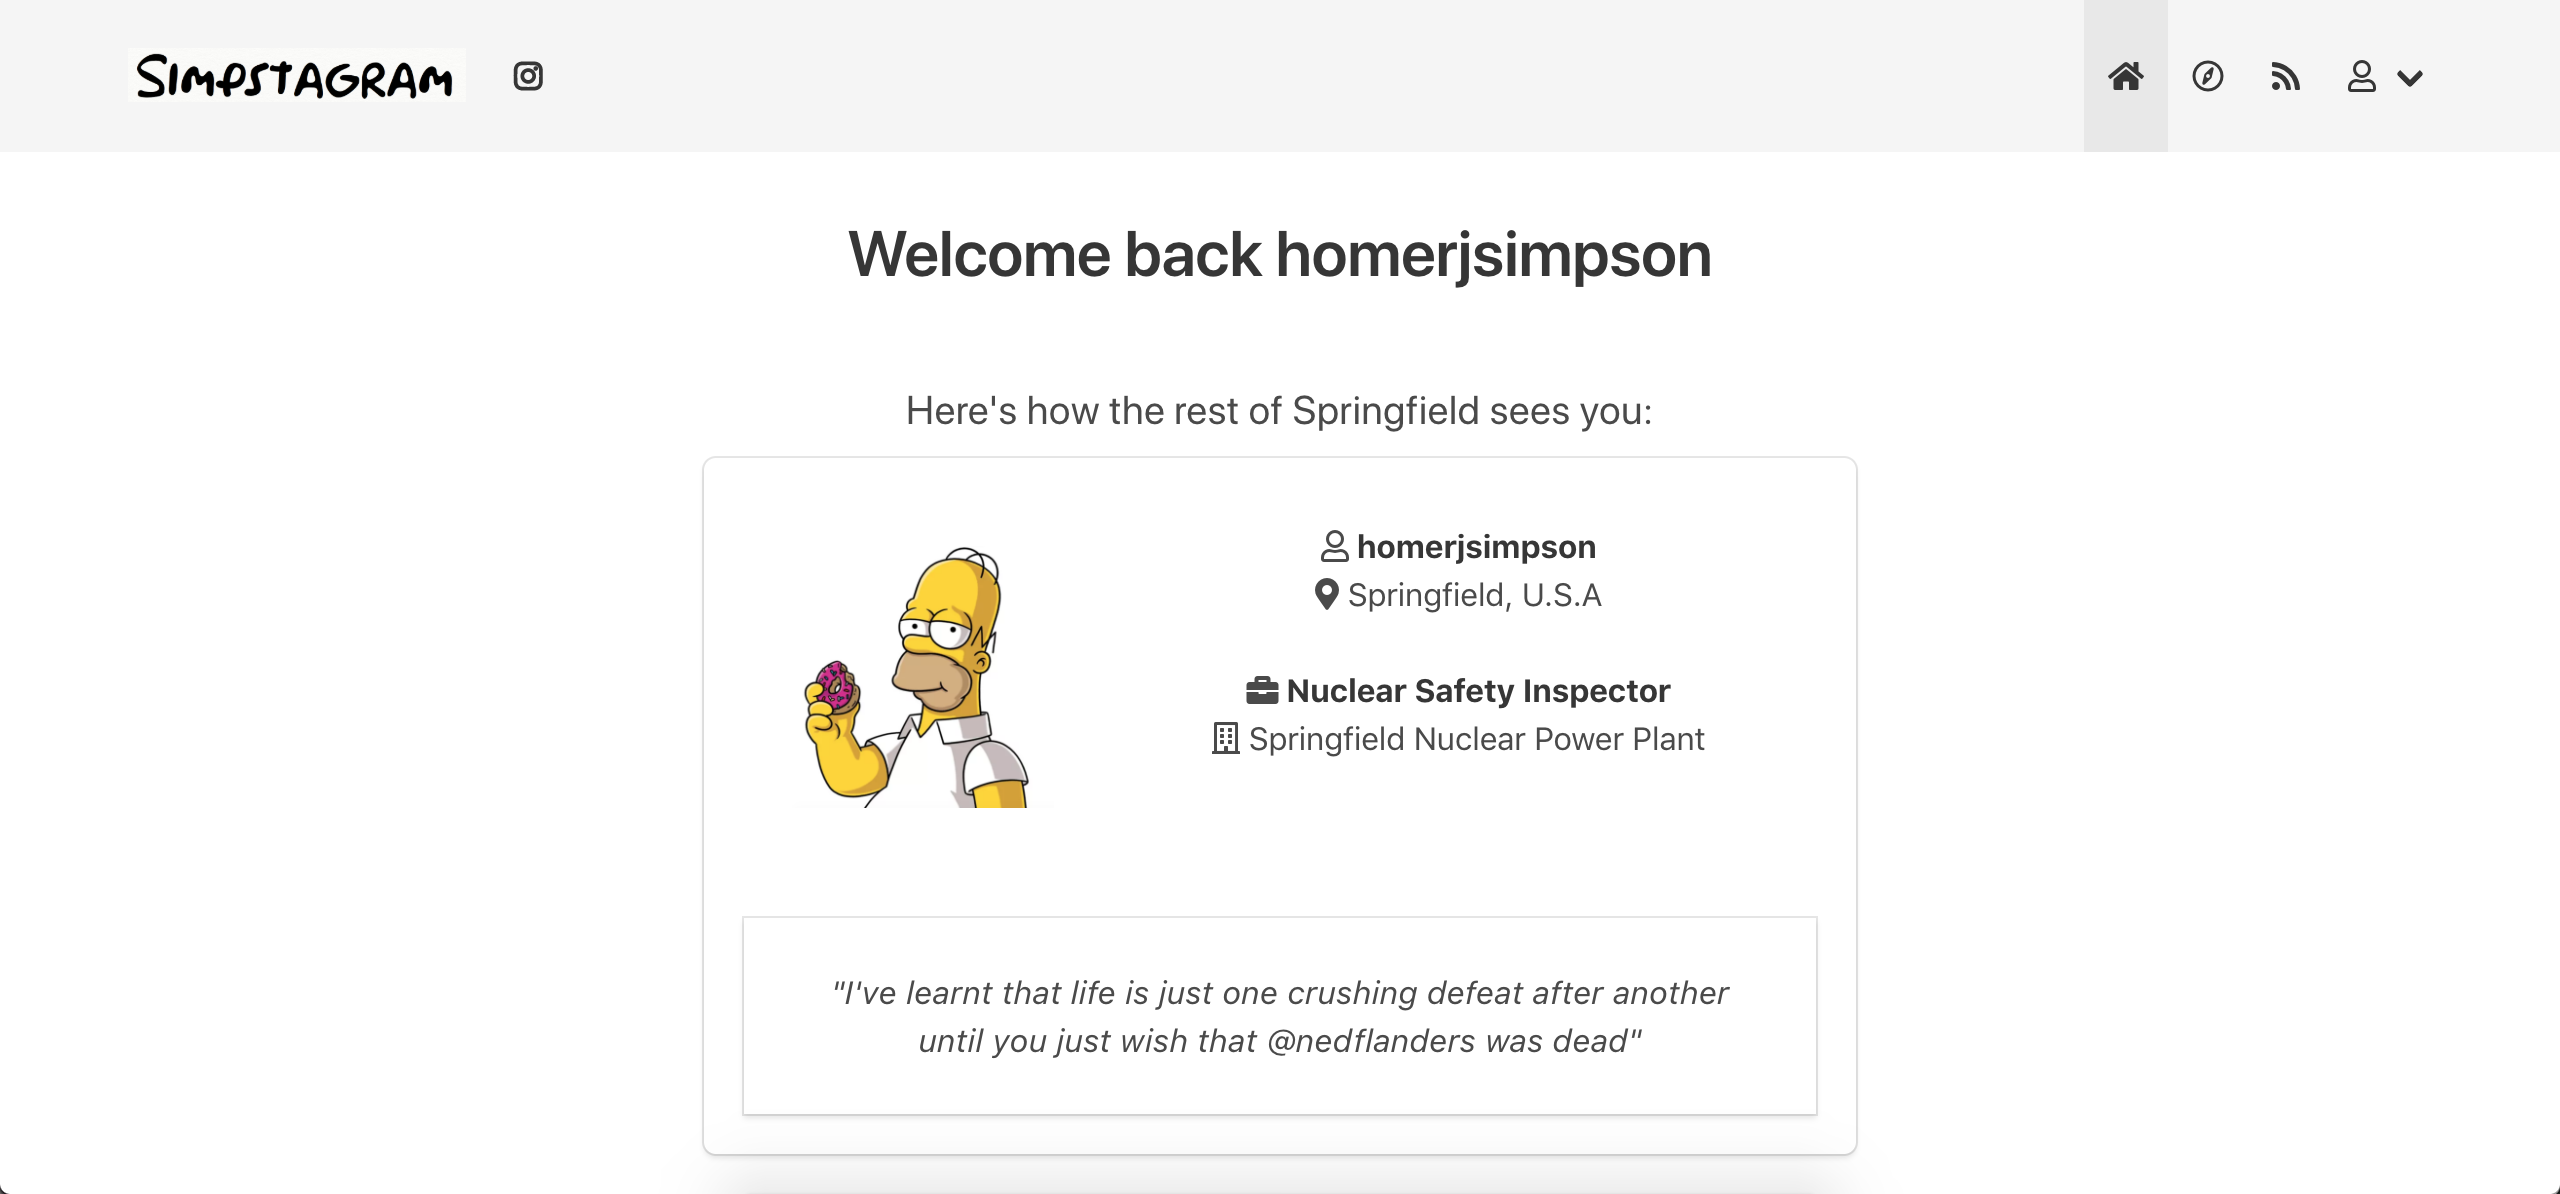 SIMPSTAGRAM
Welcome back homerjsimpson
Here's how the rest of Springfield sees you:
homerjsimpson
Springfield, U.S.A
Nuclear Safety Inspector
Springfield Nuclear Power Plant
"I've learnt that life is just one crushing defeat after another
until you just wish that @nedflanders was dead"